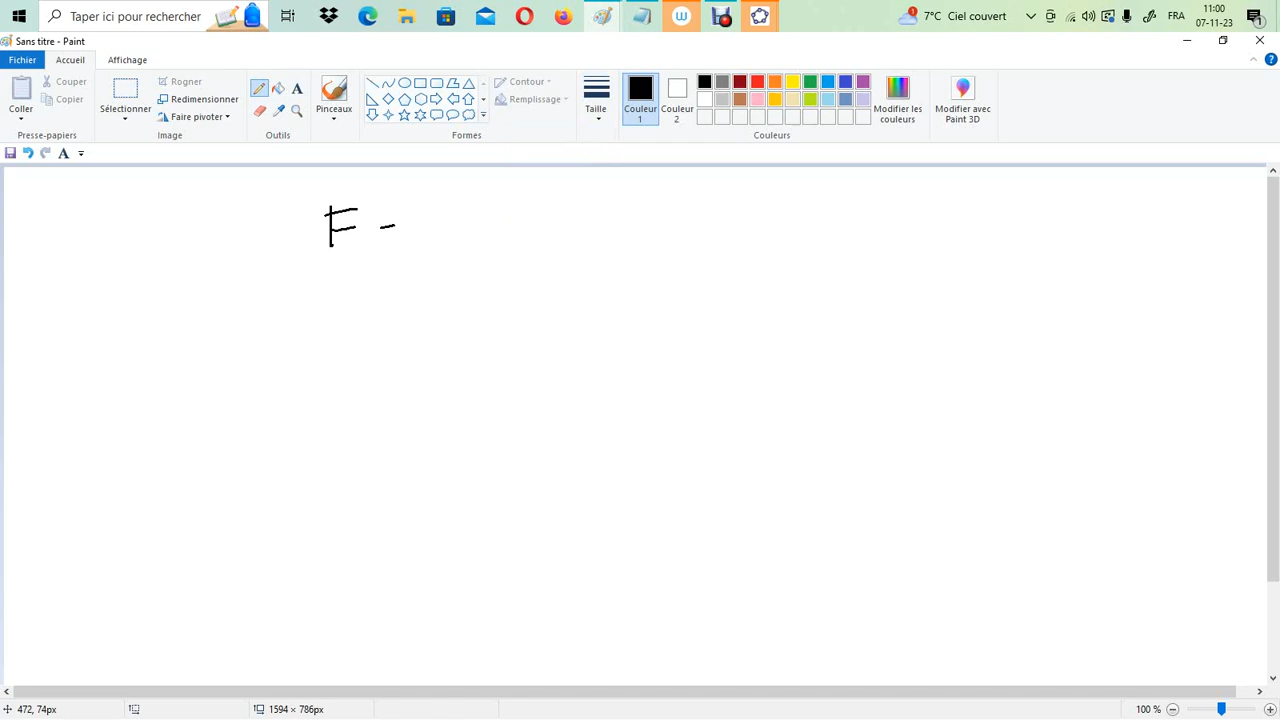 Taper ici pour rechercher
7°C Ciel couvert
FRA
11:00
07-11-23
1
Sans titre - Paint
Fichier
Accueil
Affichage
Coller
Couper
Copier
Presse-papiers
Sélectionner
Rogner
Redimensionner
Faire pivoter
Image
Outils
Pinceaux
Formes
Contour
Remplissage
Taille
Couleur 1
Couleur 2
Couleurs
Modifier les couleurs
Modifier avec Paint 3D
A
F -
472, 74px
1594 × 786px
100 %